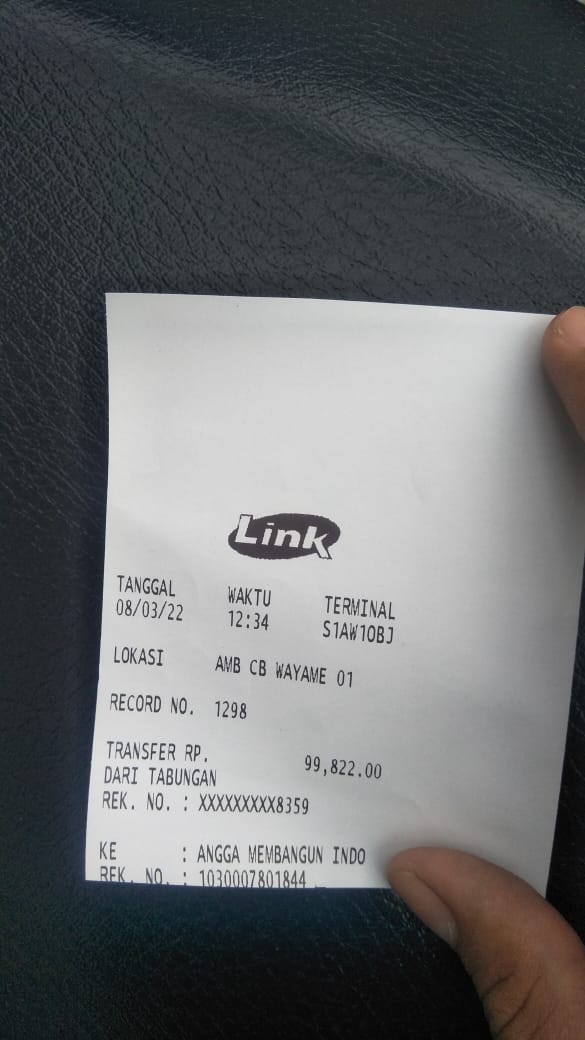 Link
TANGGAL WAKTU TERMINAL
08/03/22 12:34 S1AW1OBJ
LOKASI AMB CB WAYAME 01
RECORD NO. 1298
TRANSFER RP. 99,822.00
DARI TABUNGAN
REK. NO. : XXXXXXXXX8359
KE : ANGGA MEMBANGUN INDO
REK. NO. : 1030007801844